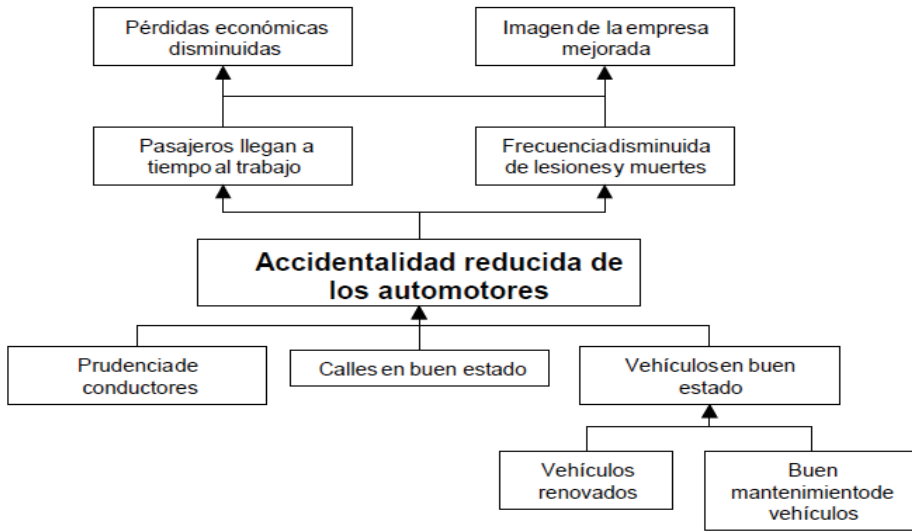 Pérdidas económicas
disminuidas
Imagen de la empresa
mejorada
Pasajeros llegan a
tiempo al trabajo
Frecuencia disminuida
de lesiones y muertes
Accidentalidad reducida de
los automotores
Prudencia de
conductores
Calles en buen estado
Vehículos en buen
estado
Vehículos
renovados
Buen
mantenimiento de
vehículos